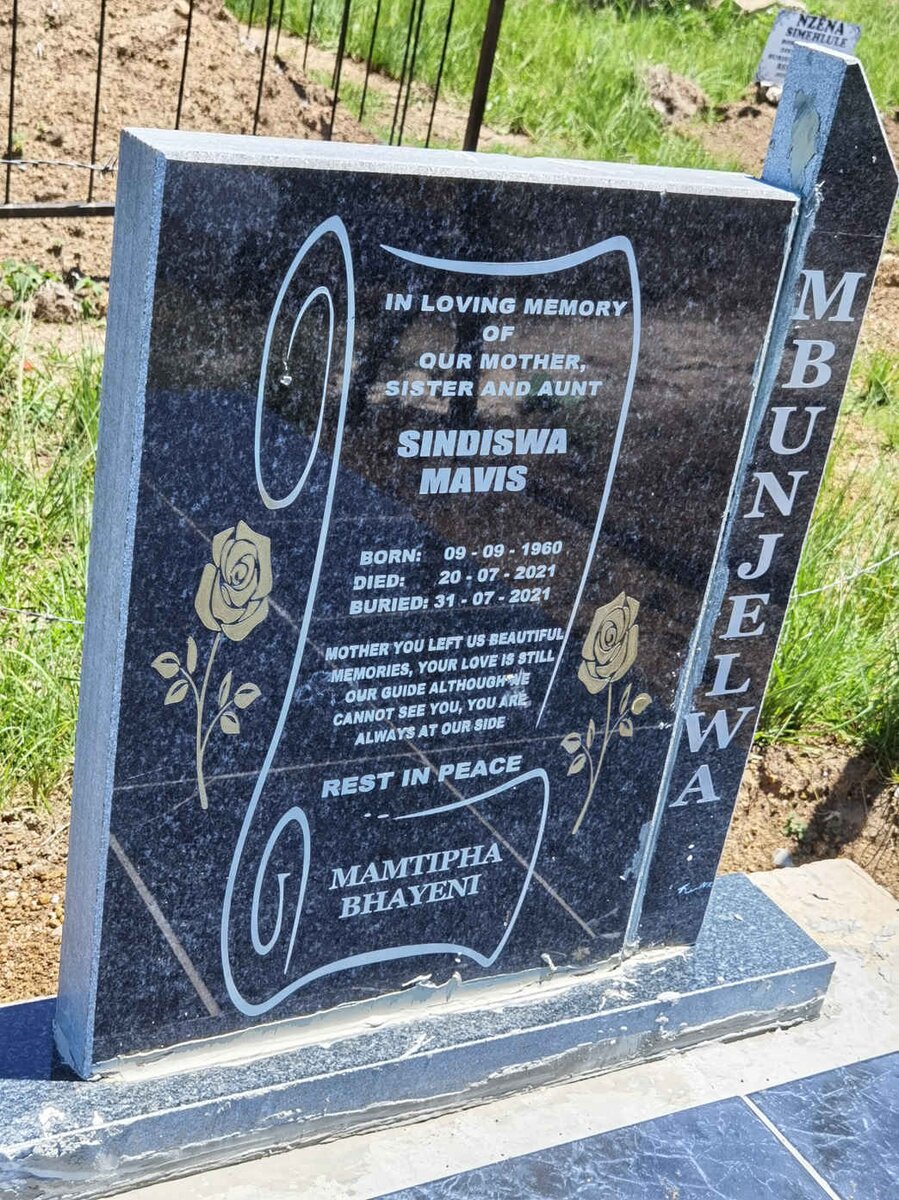 IN LOVING MEMORY
OF
OUR MOTHER,
SISTER AND AUNT
SINDISWA
MAVIS
BORN: 09 - 09 - 1960
DIED: 20 - 07 - 2021
BURIED: 31 - 07 - 2021
MOTHER YOU LEFT US BEAUTIFUL
MEMORIES, YOUR LOVE IS STILL
OUR GUIDE ALTHOUGH WE
CANNOT SEE YOU, YOU ARE
ALWAYS AT OUR SIDE
REST IN PEACE
MAMTIPHA
BHAYENI
MBUNJELWA
NZENA
SIMEHLULE